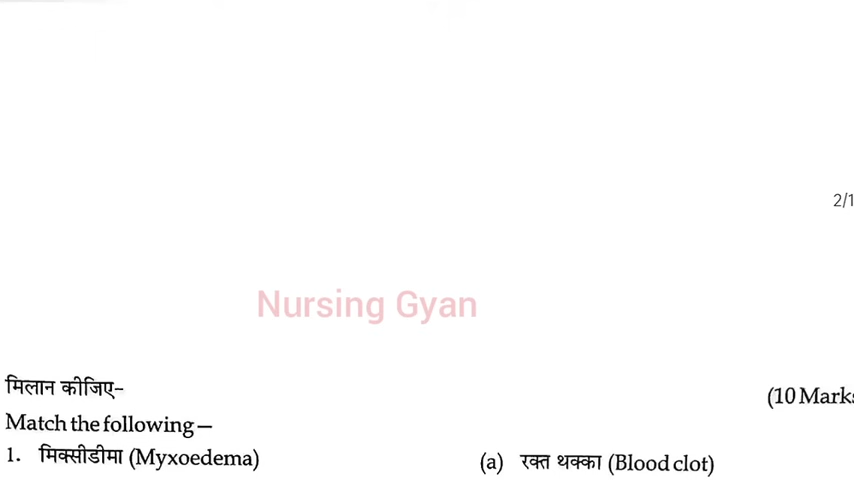 2/1
Nursing Gyan
मिलान कीजिए–
(10 Marks
Match the following—
1. मिक्सीडीमा (Myxoedema)
(a) रक्त थक्का (Blood clot)